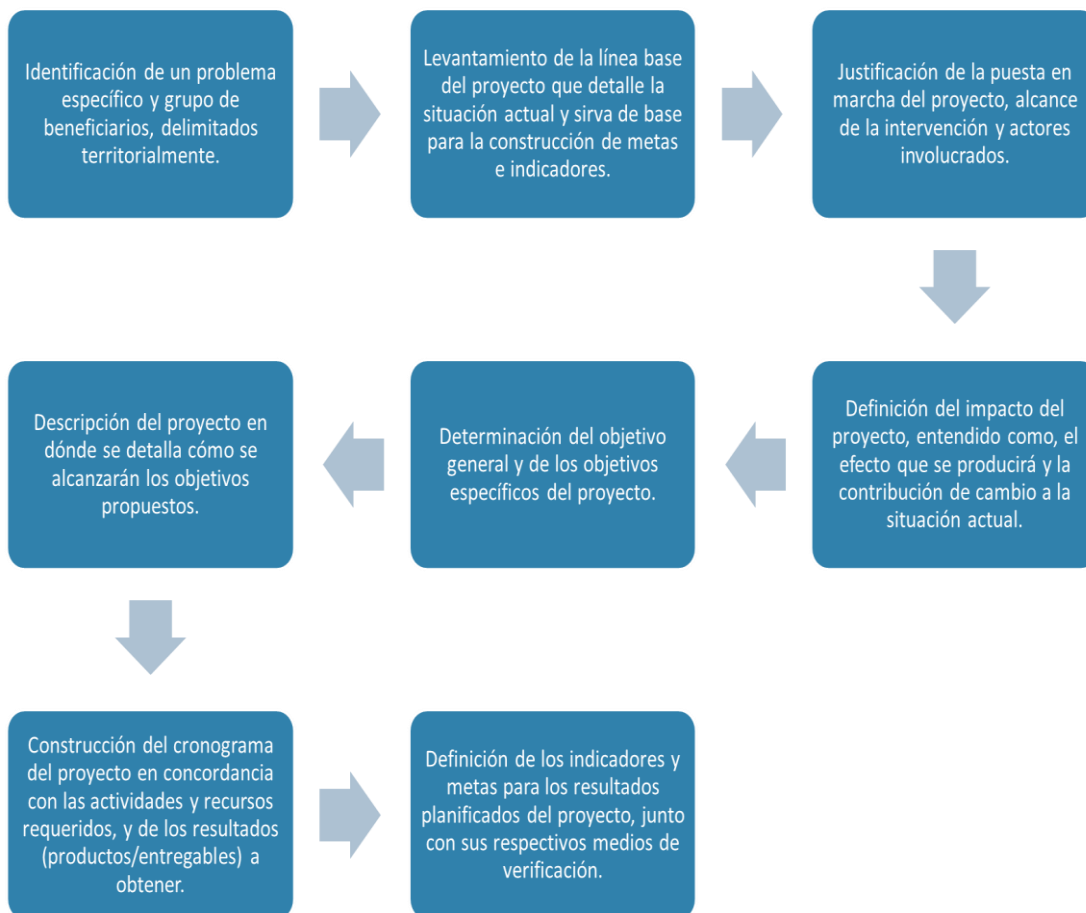 Identificación de un problema
específico y grupo de
beneficiarios, delimitados
territorialmente.
Levantamiento de la línea base
del proyecto que detalle la
situación actual y sirva de base
para la construcción de metas
e indicadores.
Justificación de la puesta en
marcha del proyecto, alcance
de la intervención y actores
involucrados.
Definición del impacto del
proyecto, entendido como, el
efecto que se producirá y la
contribución de cambio a la
situación actual.
Determinación del objetivo
general y de los objetivos
específicos del proyecto.
Descripción del proyecto en
dónde se detalla cómo se
alcanzarán los objetivos
propuestos.
Construcción del cronograma
del proyecto en concordancia
con las actividades y recursos
requeridos, y de los resultados
(productos/entregables) a
obtener.
Definición de los indicadores y
metas para los resultados
planificados del proyecto, junto
con sus respectivos medios de
verificación.